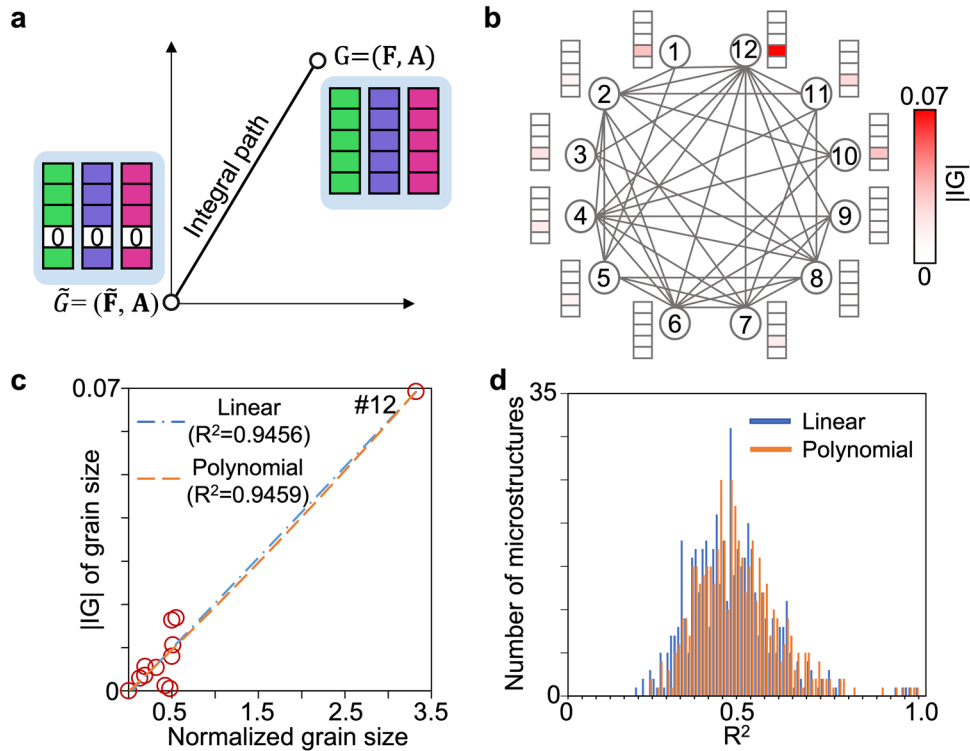 a
G=(F, A)
Integral path
0 0 0
G̃=(F̃, A)
b
1
12
2
11
3
10
4
9
5
8
6
7
0.07
|IG|
0
c
0.07
Linear
(R²=0.9456)
Polynomial
(R²=0.9459)
#12
|IG| of grain size
0
0.5
1.5
2.5
3.5
Normalized grain size
d
35
Linear
Polynomial
Number of microstructures
0
0
0.5
1.0
R²